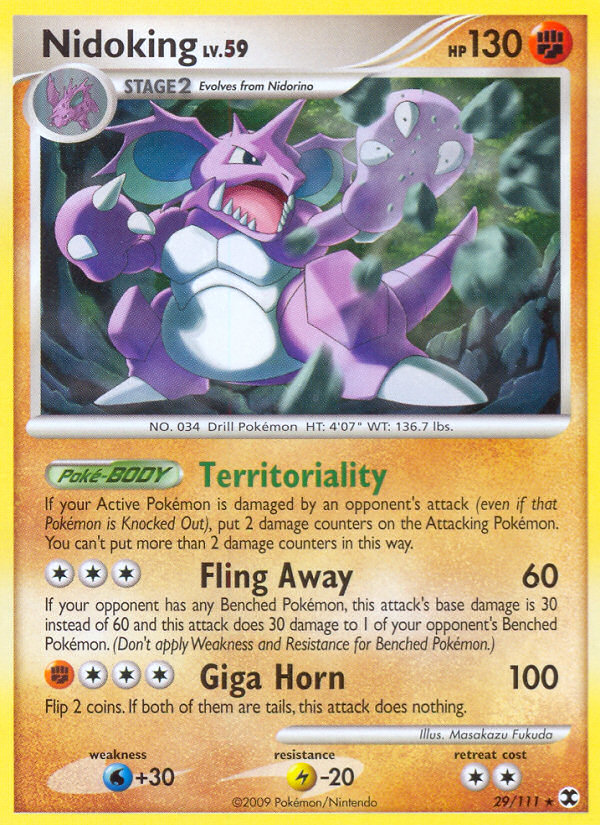 Nidoking LV.59 HP 130
STAGE2 Evolves from Nidorino
NO. 034 Drill Pokémon HT: 4'07" WT: 136.7 lbs.
Poké-BODY Territoriality
If your Active Pokémon is damaged by an opponent's attack (even if that
Pokémon is Knocked Out), put 2 damage counters on the Attacking Pokémon.
You can't put more than 2 damage counters in this way.
Fling Away 60
If your opponent has any Benched Pokémon, this attack's base damage is 30
instead of 60 and this attack does 30 damage to 1 of your opponent's Benched
Pokémon. (Don't apply Weakness and Resistance for Benched Pokémon.)
Giga Horn 100
Flip 2 coins. If both of them are tails, this attack does nothing.
Illus. Masakazu Fukuda
weakness resistance retreat cost
+30 -20
©2009 Pokémon/Nintendo 29/111 ★